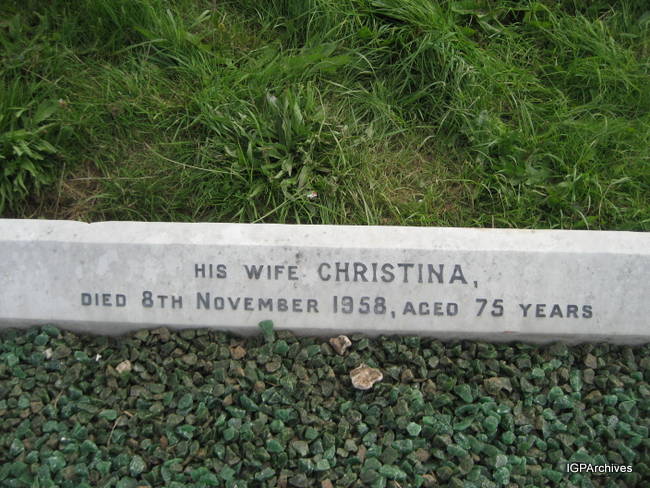 HIS WIFE CHRISTINA,
DIED 8TH NOVEMBER 1958, AGED 75 YEARS
IGPArchives